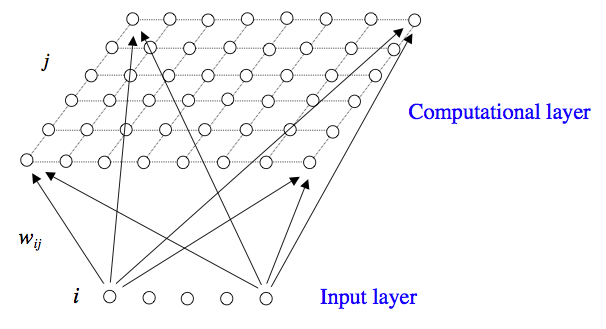 j
Computational layer
w_ij
i
Input layer